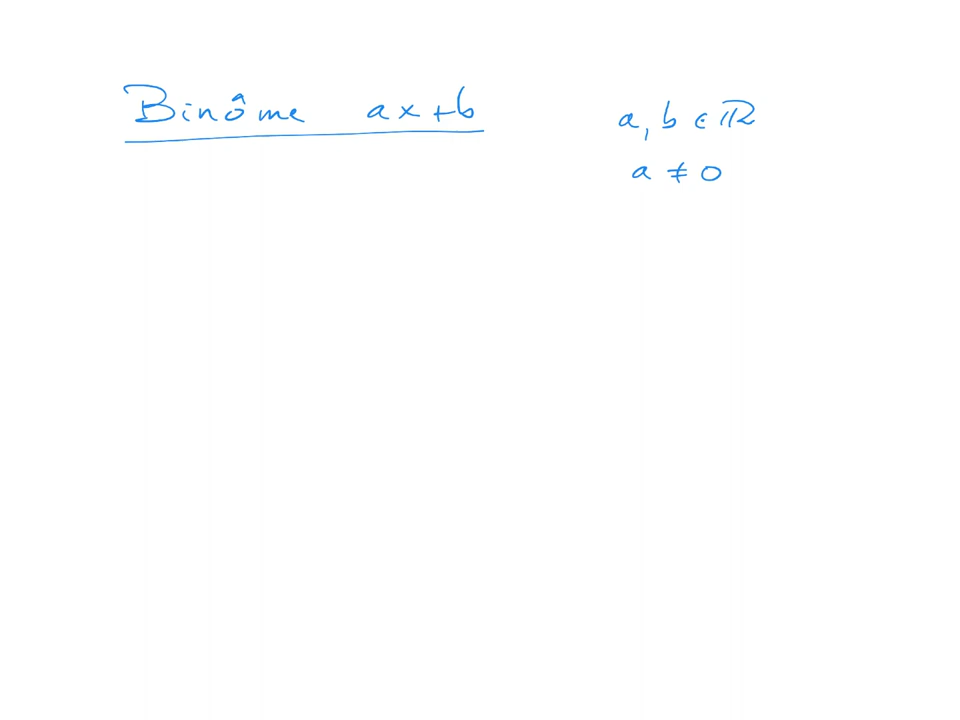 Binôme ax+b
a, b ∈ ℝ
a ≠ 0